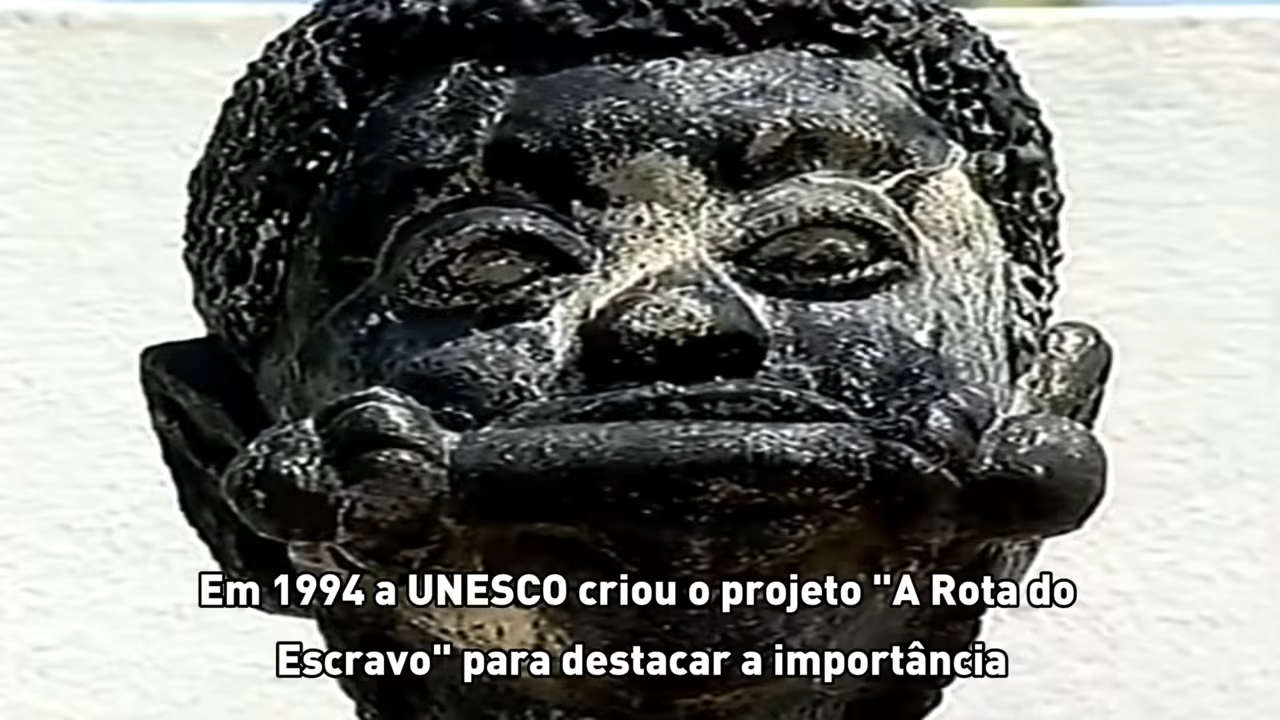 Em 1994 a UNESCO criou o projeto "A Rota do
Escravo" para destacar a importância